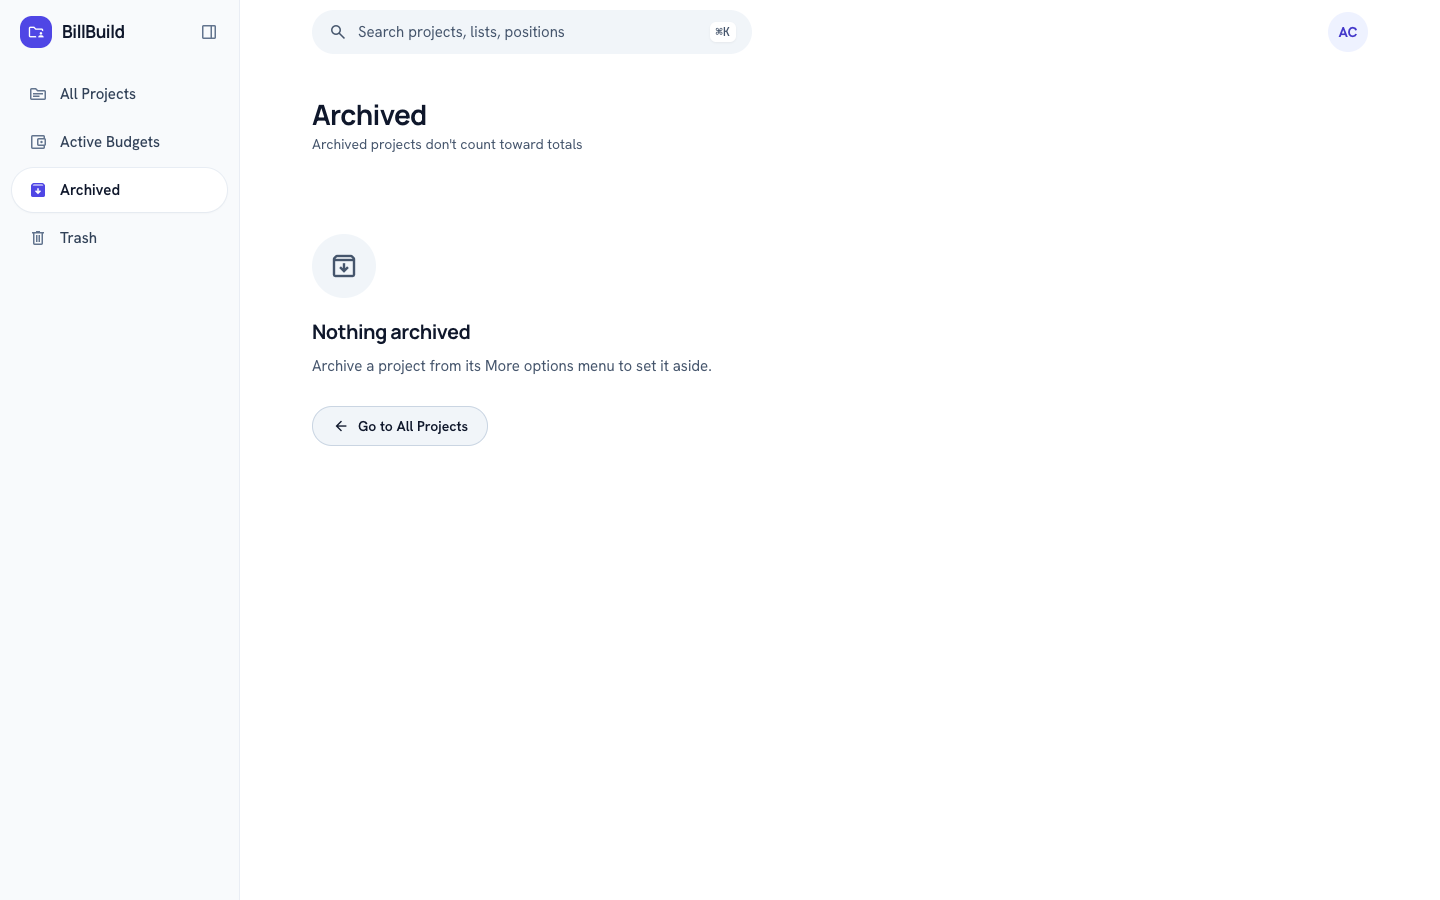 BillBuild
Search projects, lists, positions
⌘K
AC
All Projects
Active Budgets
Archived
Trash
Archived
Archived projects don't count toward totals
Nothing archived
Archive a project from its More options menu to set it aside.
Go to All Projects